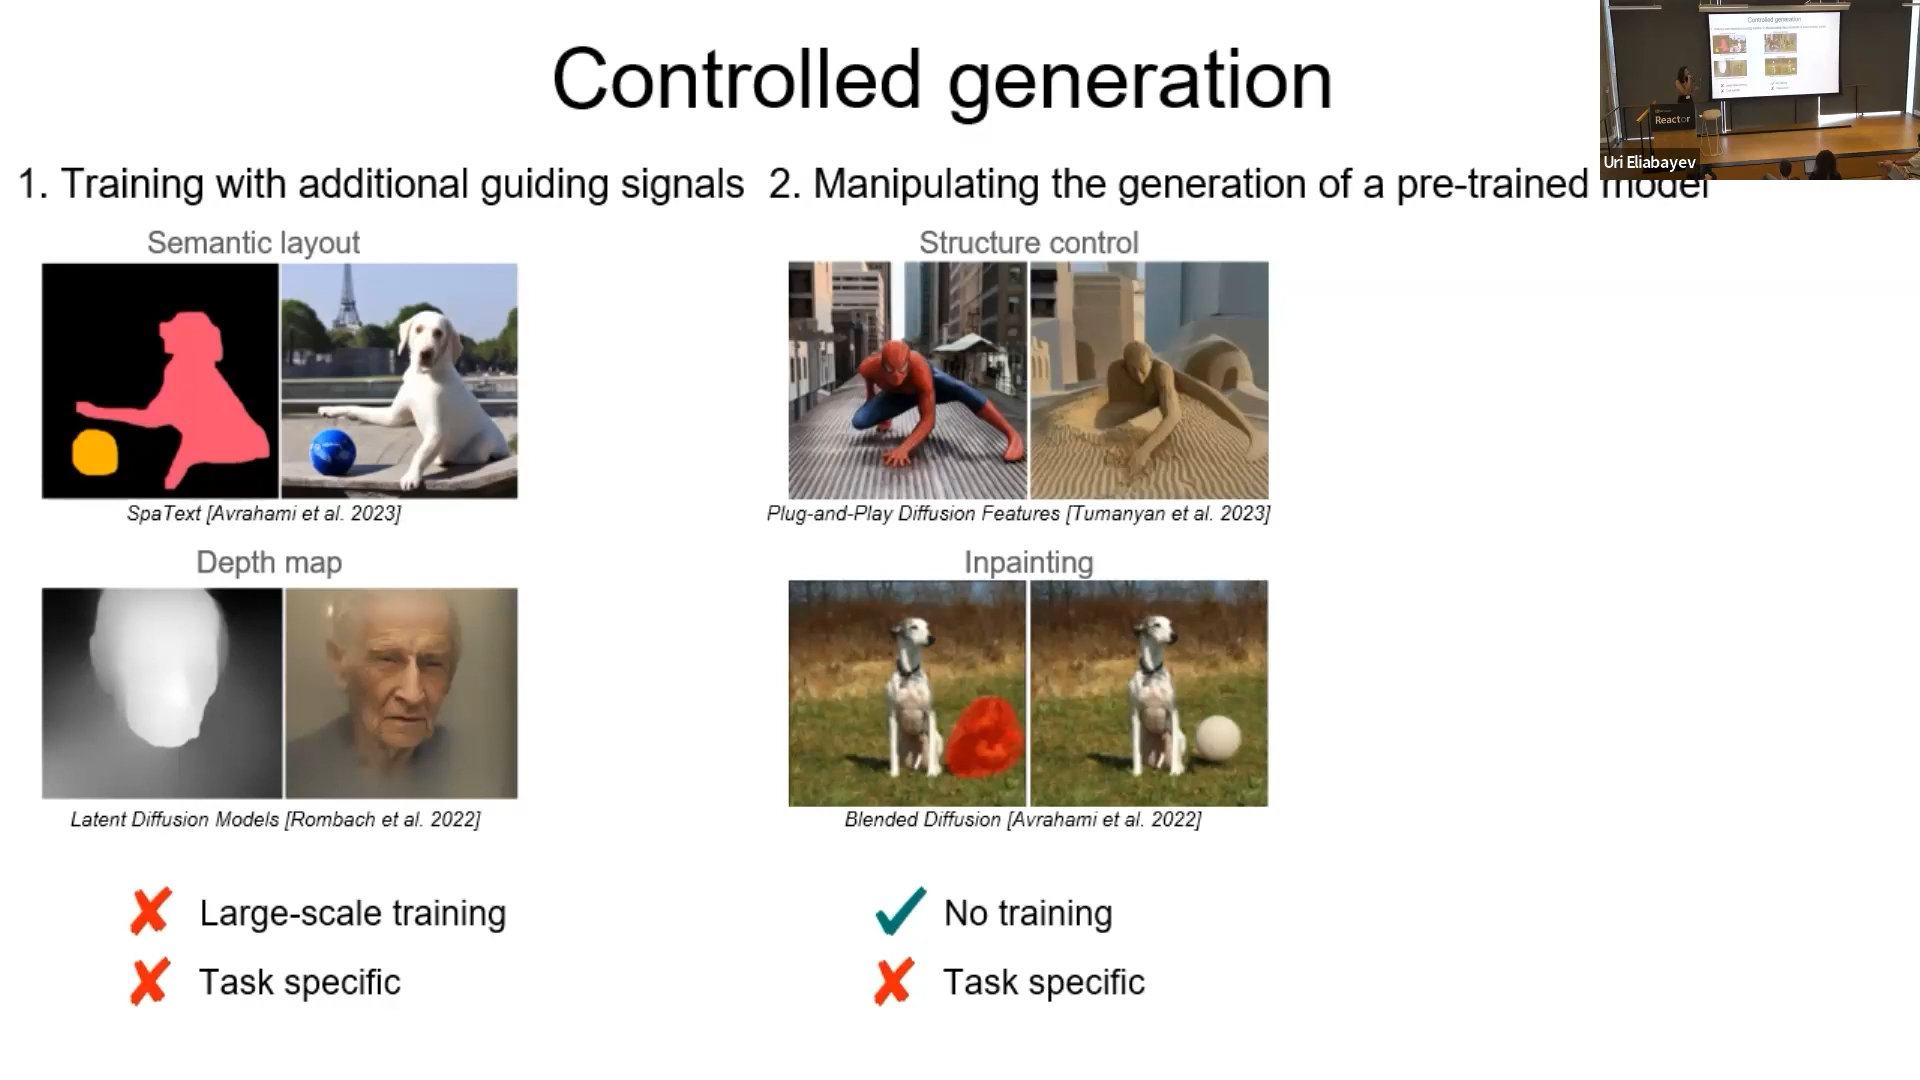 Controlled generation
1. Training with additional guiding signals
2. Manipulating the generation of a pre-trained model
Semantic layout
SpaText [Avrahami et al. 2023]
Depth map
Latent Diffusion Models [Rombach et al. 2022]
Large-scale training
Task specific
Structure control
Plug-and-Play Diffusion Features [Tumanyan et al. 2023]
Inpainting
Blended Diffusion [Avrahami et al. 2022]
No training
Task specific
Controlled generation
Reactor
Uri Eliabayev